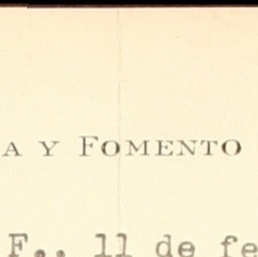 A Y FOMENTO
F., 11 de fe